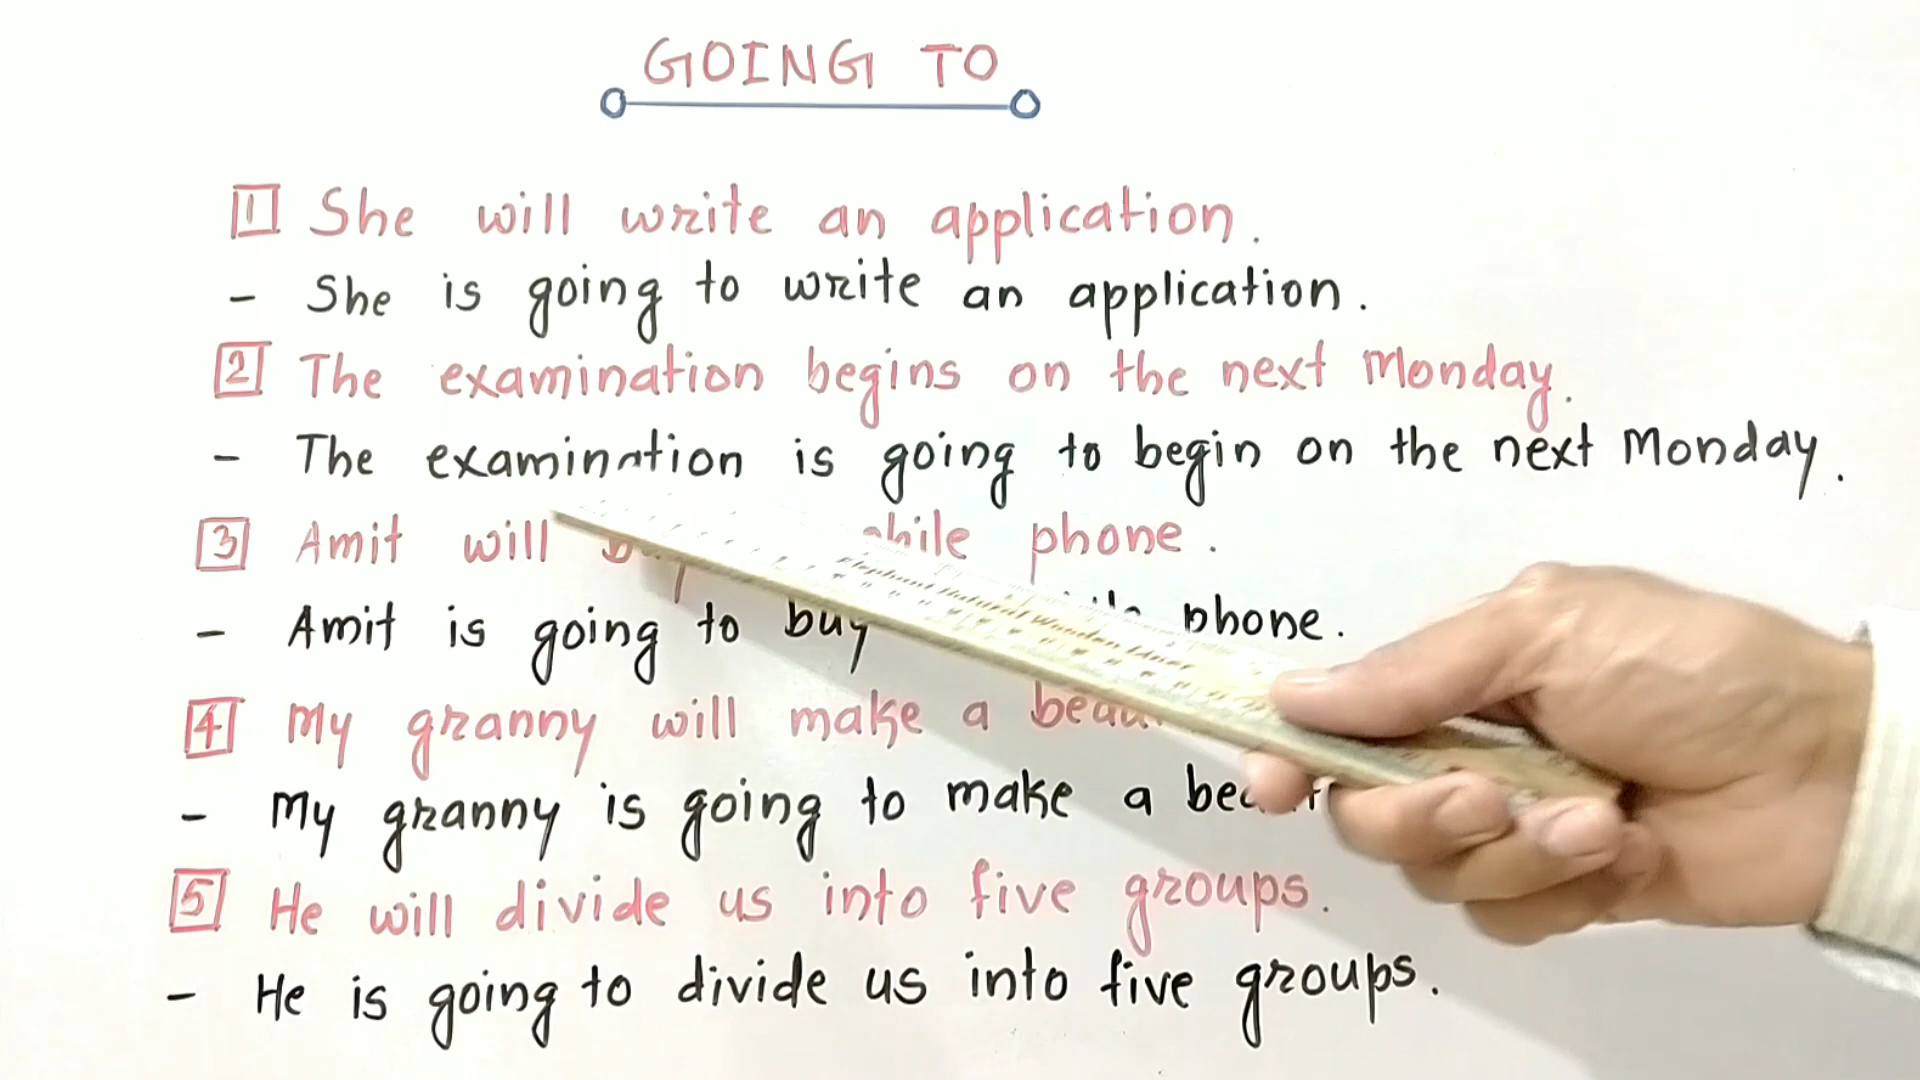 GOING TO
1 She will write an application.
- She is going to write an application.
2 The examination begins on the next Monday.
- The examination is going to begin on the next Monday.
3 Amit will phone.
- Amit is going to buy phone.
4 My granny will make a
- My granny is going to make a
5 He will divide us into five groups.
- He is going to divide us into five groups.
Elephant Natural Wooden